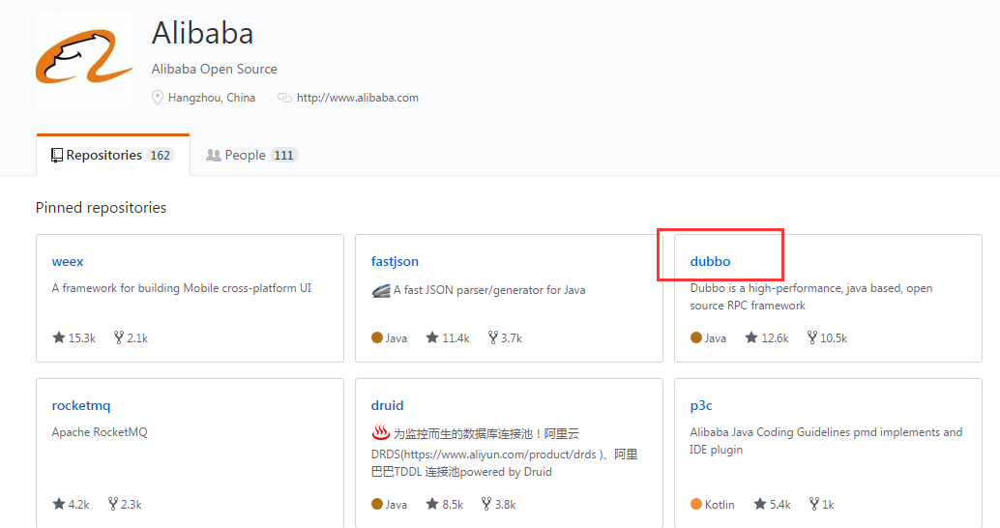 Alibaba
Alibaba Open Source
Hangzhou, China http://www.alibaba.com
Repositories 162 People 111
Pinned repositories
weex
A framework for building Mobile cross-platform UI
15.3k 2.1k
fastjson
A fast JSON parser/generator for Java
Java 11.4k 3.7k
dubbo
Dubbo is a high-performance, java based, open
source RPC framework
Java 12.6k 10.5k
rocketmq
Apache RocketMQ
4.2k 2.3k
druid
为监控而生的数据库连接池！阿里云
DRDS(https://www.aliyun.com/product/drds )、阿里
巴巴TDDL 连接池powered by Druid
Java 8.5k 3.8k
p3c
Alibaba Java Coding Guidelines pmd implements and
IDE plugin
Kotlin 5.4k 1k